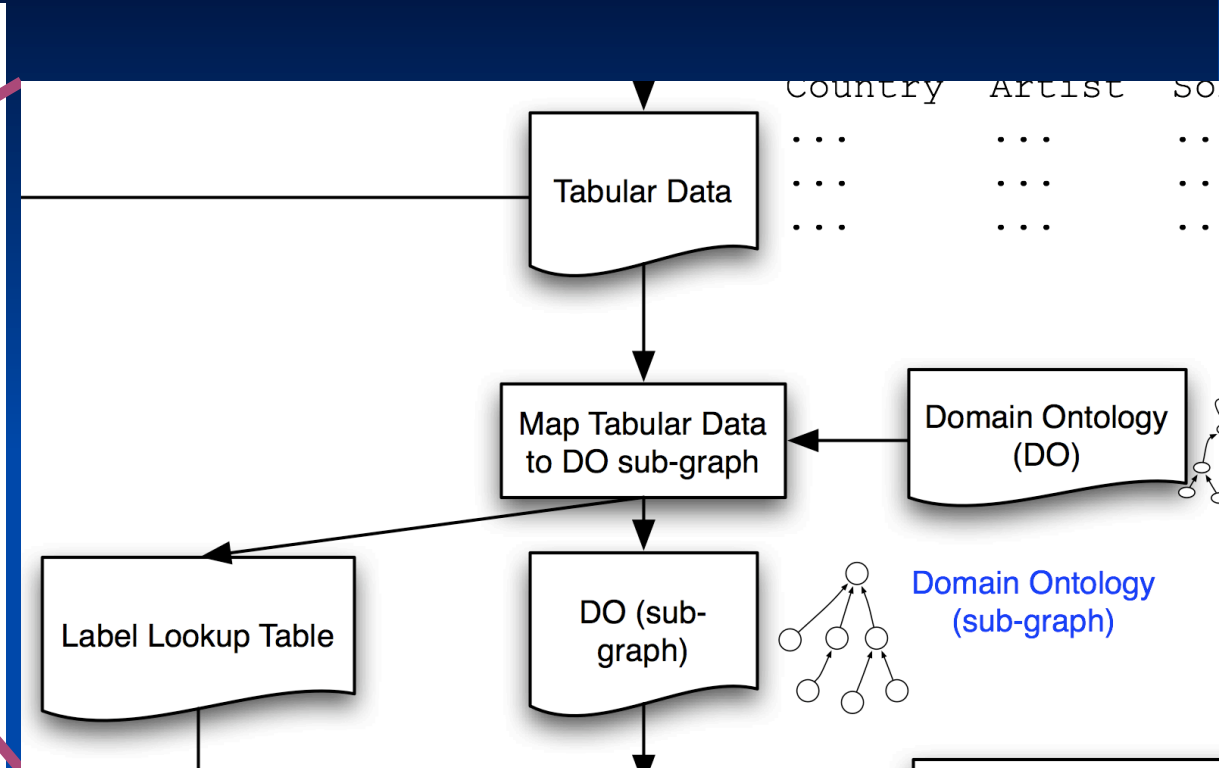 Country Artist
... ... ..
... ... ..
... ... ..
Tabular Data
Map Tabular Data
to DO sub-graph
Domain Ontology
(DO)
Label Lookup Table
DO (sub-
graph)
Domain Ontology
(sub-graph)